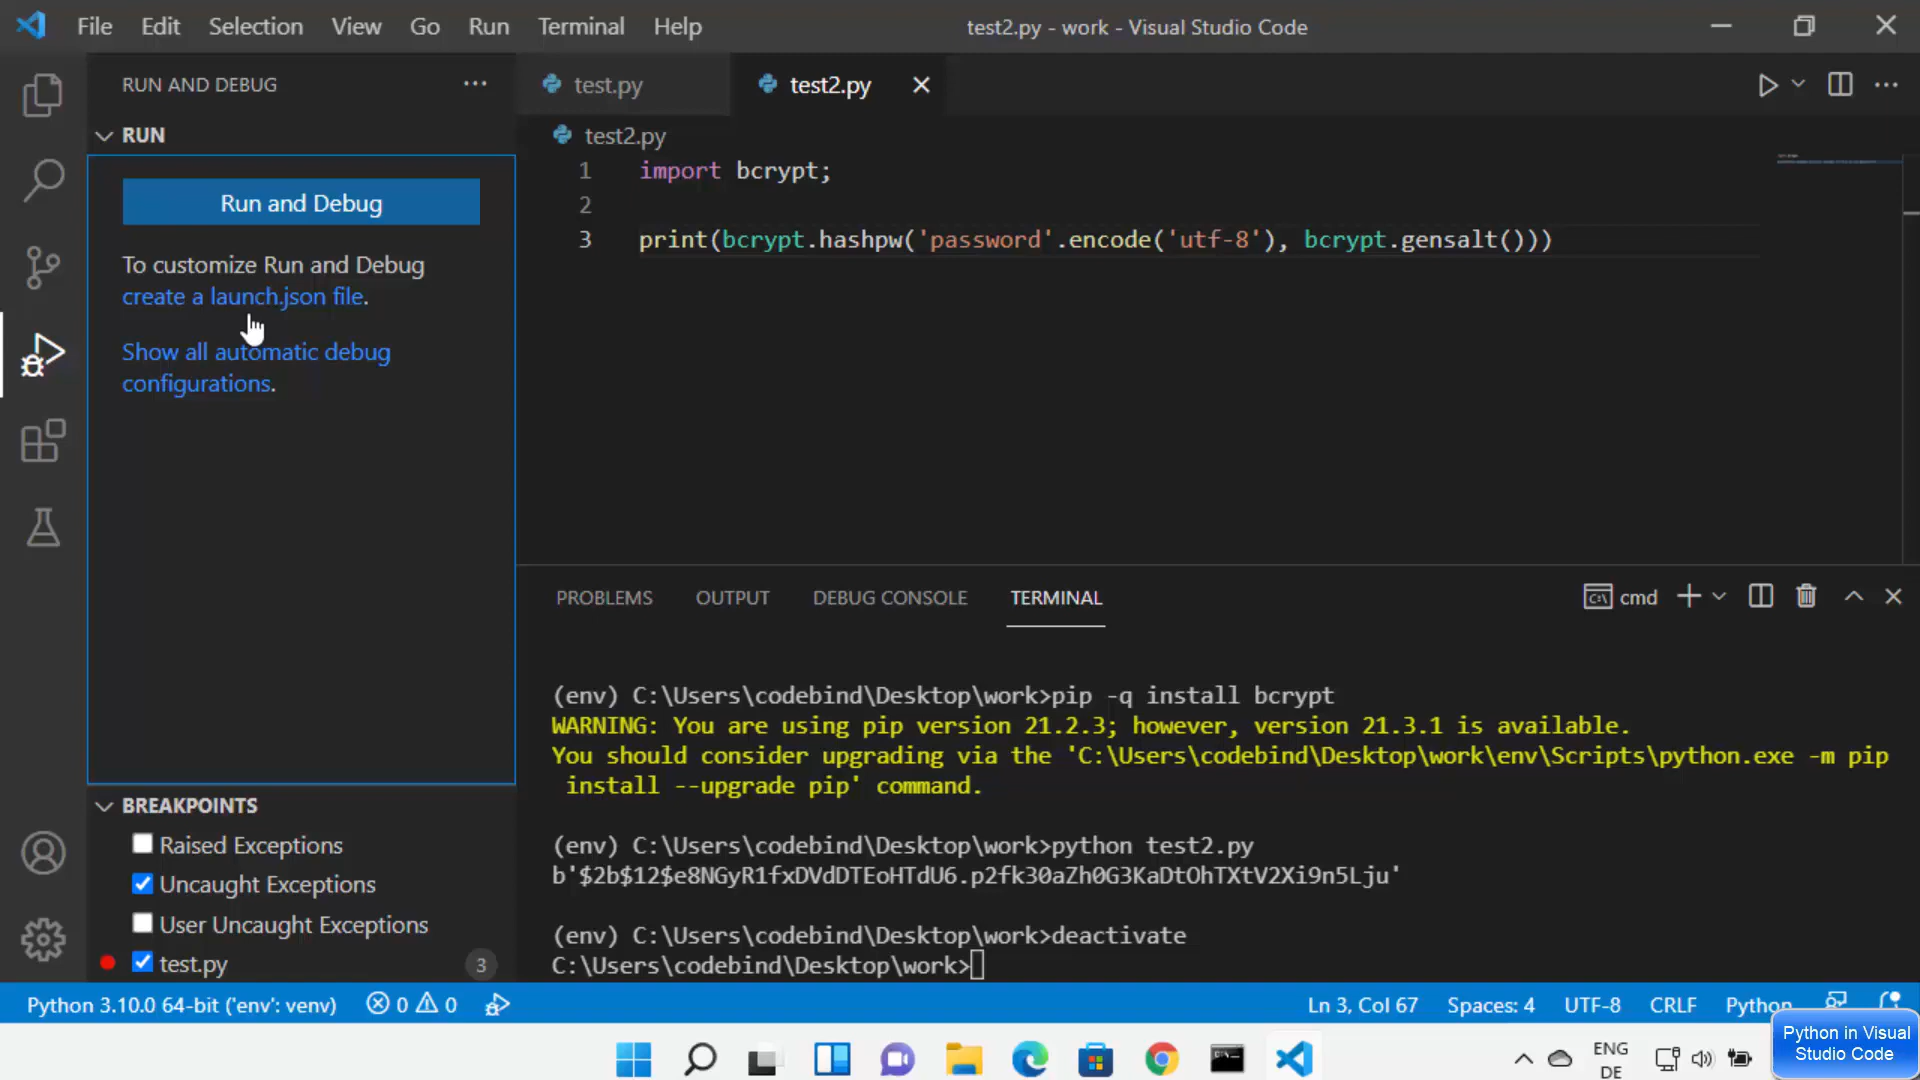 File Edit Selection View Go Run Terminal Help
test2.py - work - Visual Studio Code
RUN AND DEBUG
RUN
Run and Debug
To customize Run and Debug
create a launch.json file.
Show all automatic debug
configurations.
BREAKPOINTS
Raised Exceptions
Uncaught Exceptions
User Uncaught Exceptions
test.py 3
test.py test2.py
test2.py
1 import bcrypt;
2
3 print(bcrypt.hashpw('password'.encode('utf-8'), bcrypt.gensalt()))
PROBLEMS OUTPUT DEBUG CONSOLE TERMINAL cmd
(env) C:\Users\codebind\Desktop\work>pip -q install bcrypt
WARNING: You are using pip version 21.2.3; however, version 21.3.1 is available.
You should consider upgrading via the 'C:\Users\codebind\Desktop\work\env\Scripts\python.exe -m pip
install --upgrade pip' command.
(env) C:\Users\codebind\Desktop\work>python test2.py
b'$2b$12$e8NGyR1fxDVdDTEoHTdU6.p2fk30aZh0G3KaDtOhTXtV2Xi9n5Lju'
(env) C:\Users\codebind\Desktop\work>deactivate
C:\Users\codebind\Desktop\work>
Python 3.10.0 64-bit ('env': venv) 0 0 Ln 3, Col 67 Spaces: 4 UTF-8 CRLF Python
ENG
DE
Python in Visual
Studio Code